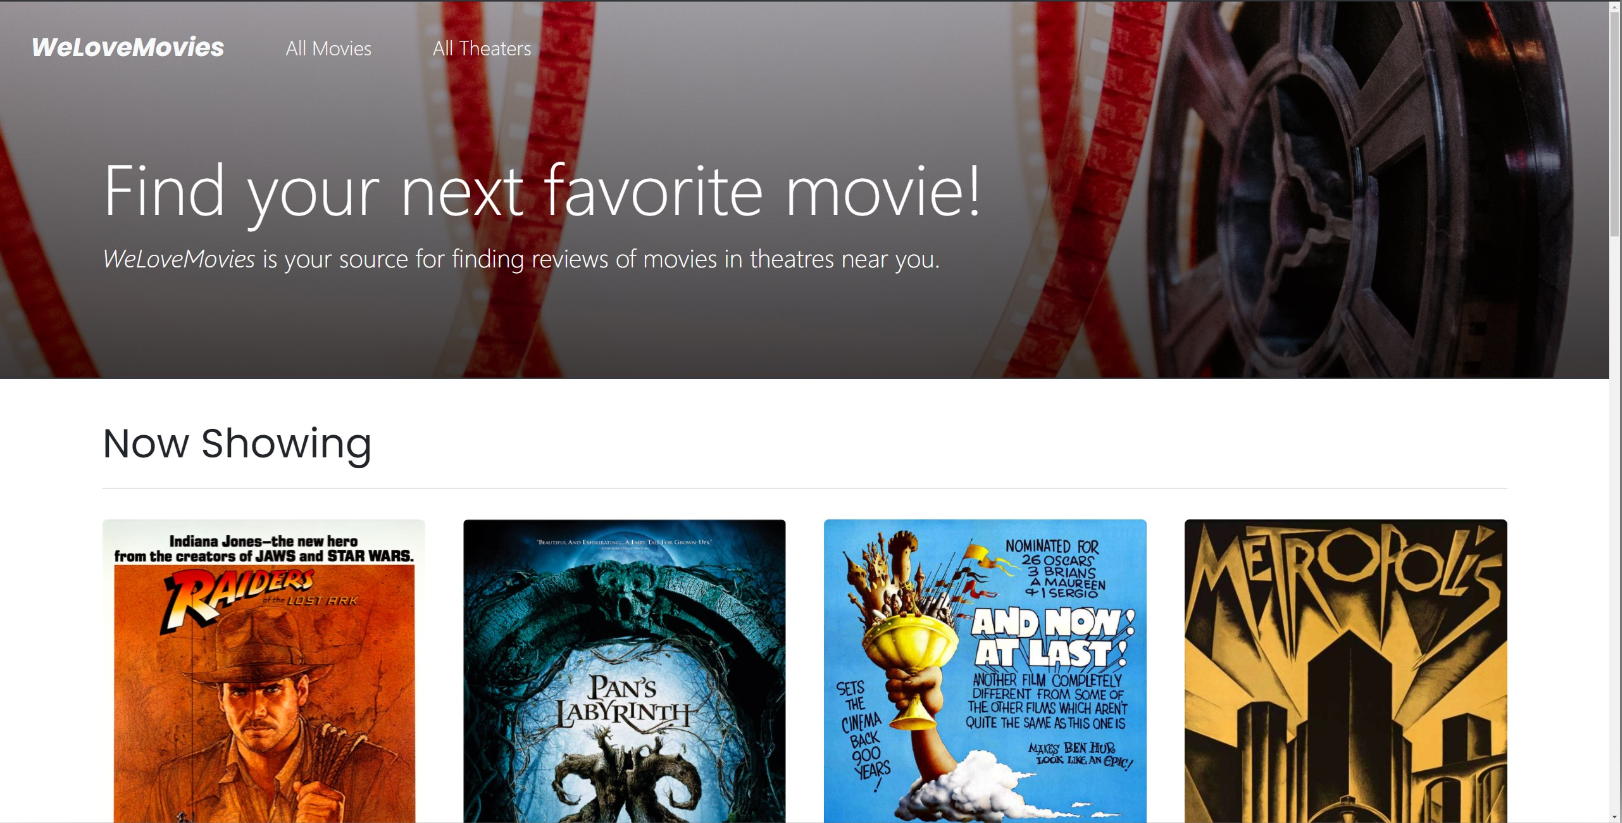 WeLoveMovies All Movies All Theaters
Find your next favorite movie!
WeLoveMovies is your source for finding reviews of movies in theatres near you.
Now Showing
Indiana Jones—the new hero
from the creators of JAWS and STAR WARS.
RAIDERS
of the LOST ARK
"BEAUTIFUL AND EXHILARATING... A FAIRY TALE FOR GROWN-UPS."
PAN'S
LABYRINTH
NOMINATED FOR
26 OSCARS
3 BRIANS
A MAUREEN
& 1 SERGIO
AND NOW!
AT LAST!
ANOTHER FILM COMPLETELY
DIFFERENT FROM SOME OF
THE OTHER FILMS WHICH AREN'T
QUITE THE SAME AS THIS ONE IS
MAKES BEN HUR
LOOK LIKE AN EPIC!
SETS
THE
CINEMA
BACK
900
YEARS
!
METROPOLIS